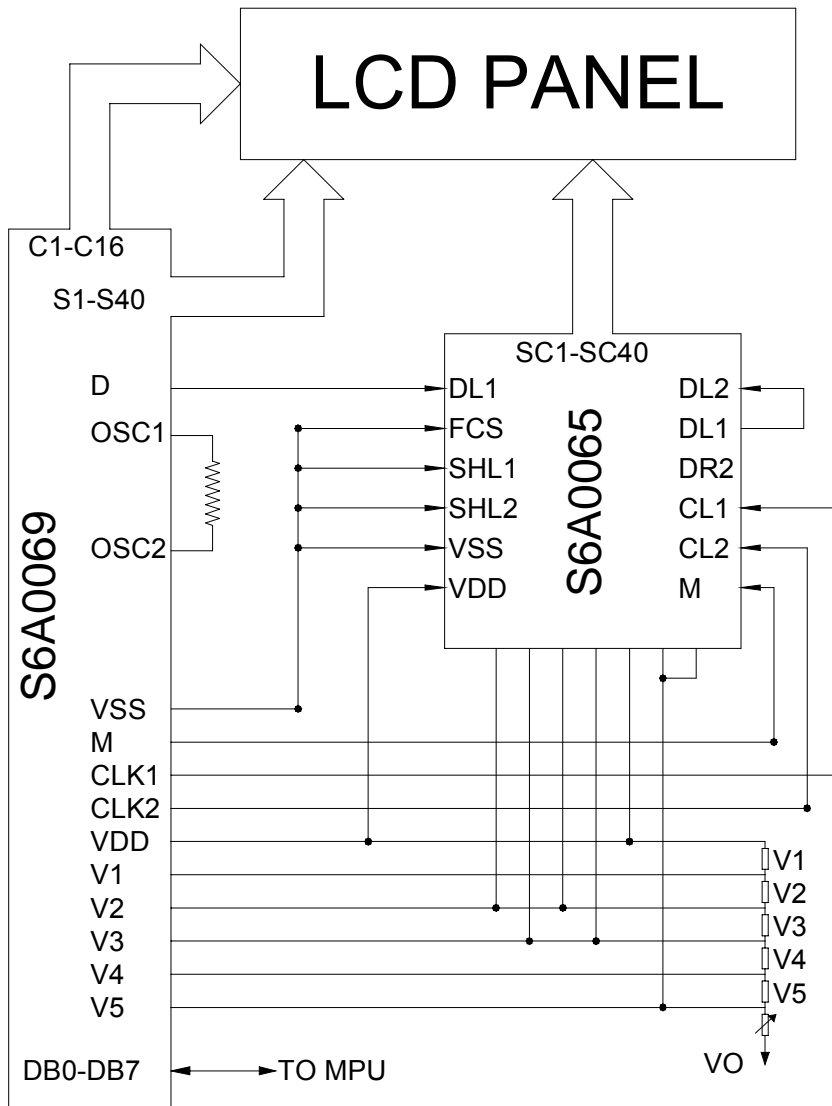 LCD PANEL
C1-C16
S1-S40
SC1-SC40
D
DL1
DL2
OSC1
FCS
DL1
SHL1
DR2
SHL2
CL1
OSC2
VSS
CL2
VDD
M
S6A0069
S6A0065
VSS
M
CLK1
CLK2
VDD
V1
V2
V3
V4
V5
V1
V2
V3
V4
V5
VO
DB0-DB7
TO MPU